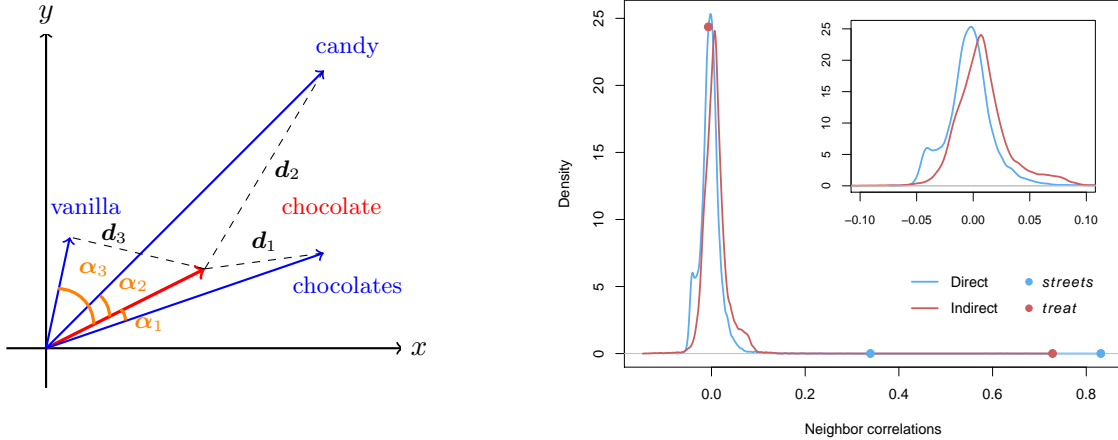 y
candy
d2
vanilla
chocolate
d3
d1
α3
α2
chocolates
α1
x
25
20
15
10
5
0
Density
0.0
0.2
0.4
0.6
0.8
Neighbor correlations
25
20
15
10
5
0
−0.10
−0.05
0.00
0.05
0.10
Direct
Indirect
streets
treat